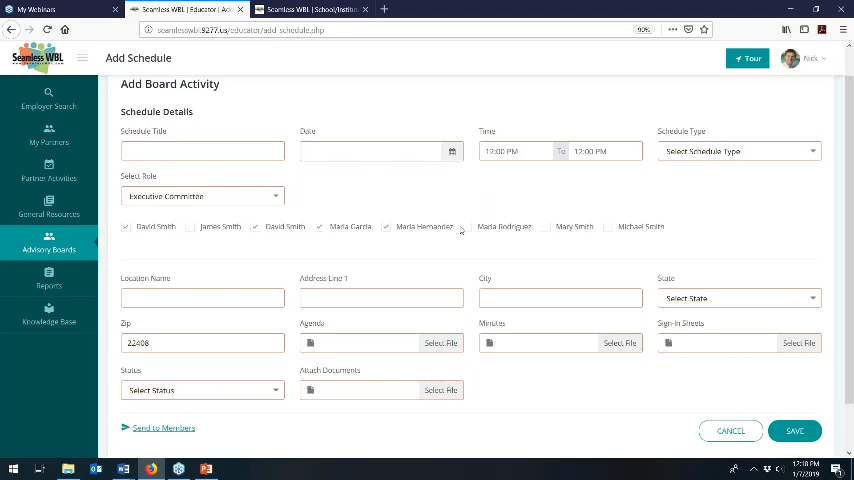 My Webinars
Seamless WBL | Educator | Ad
Seamless WBL | School/Institut
seamlesswbl.9277.us/educator/add_schedule.php
90%
Seamless WBL
Add Schedule
Tour
Nick
Employer Search
My Partners
Partner Activities
General Resources
Advisory Boards
Reports
Knowledge Base
Add Board Activity
Schedule Details
Schedule Title
Date
Time
Schedule Type
12:00 PM
To
12:00 PM
Select Schedule Type
Select Role
Executive Committee
David Smith
James Smith
David Smith
Maria Garcia
Maria Hernandez
Maria Rodriguez
Mary Smith
Michael Smith
Location Name
Address Line 1
City
State
Select State
Zip
Agenda
Minutes
Sign-In Sheets
22408
Select File
Select File
Select File
Status
Attach Documents
Select Status
Select File
Send to Members
CANCEL
SAVE
12:18 PM
1/7/2019